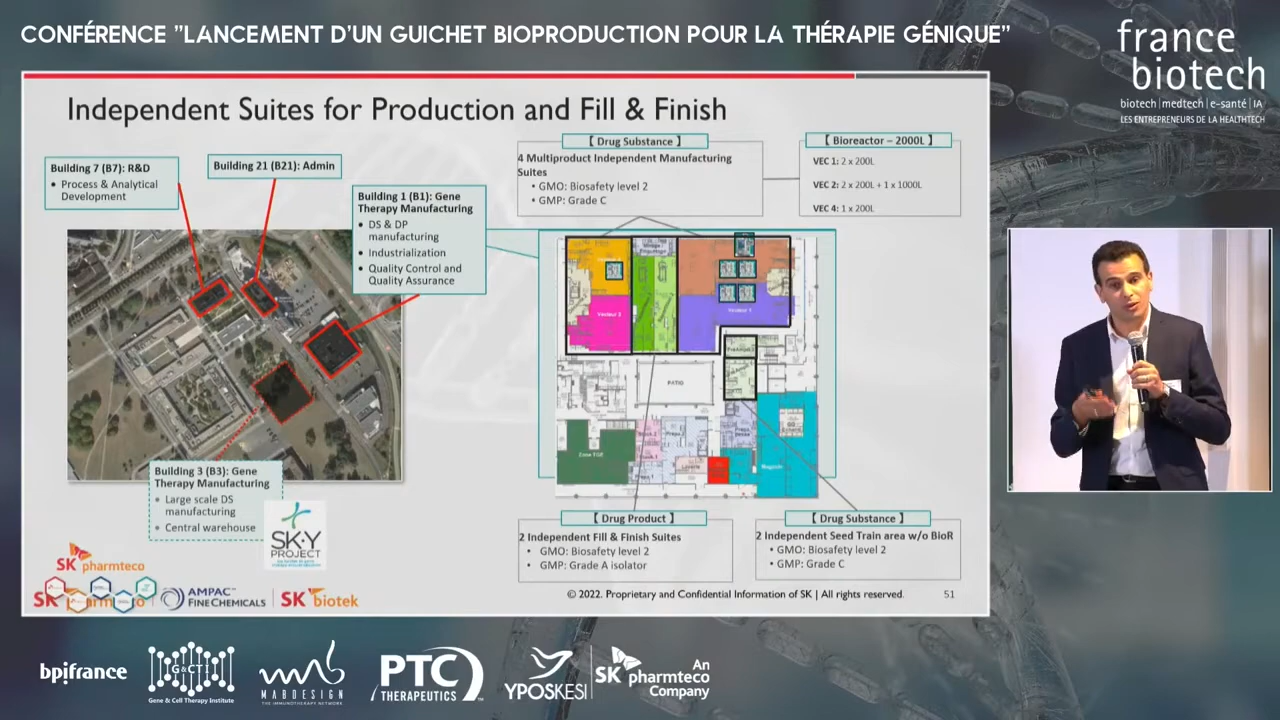 CONFÉRENCE "LANCEMENT D'UN GUICHET BIOPRODUCTION POUR LA THÉRAPIE GÉNIQUE"
france
biotech
biotech | medtech | e-santé | IA
LES ENTREPRENEURS DE LA HEALTHTECH
Independent Suites for Production and Fill & Finish
Building 7 (B7): R&D
• Process & Analytical
Development
Building 21 (B21): Admin
Building 1 (B1): Gene
Therapy Manufacturing
• DS & DP
manufacturing
• Industrialization
• Quality Control and
Quality Assurance
Building 3 (B3): Gene
Therapy Manufacturing
• Large scale DS
manufacturing
• Central warehouse
SK·Y
PROJECT
【 Drug Substance 】
4 Multiproduct Independent Manufacturing
Suites
• GMO: Biosafety level 2
• GMP: Grade C
【 Bioreactor – 2000L 】
VEC 1: 2 x 200L
VEC 2: 2 x 200L + 1 x 1000L
VEC 4: 1 x 200L
Vecteur 1
PATIO
Zone TGE
Magasin
【 Drug Product 】
2 Independent Fill & Finish Suites
• GMO: Biosafety level 2
• GMP: Grade A isolator
【 Drug Substance 】
2 Independent Seed Train area w/o BioR
• GMO: Biosafety level 2
• GMP: Grade C
SK pharmteco
SK pharmteco
AMPAC
FINE CHEMICALS
SK biotek
© 2022. Proprietary and Confidential Information of SK | All rights reserved.
51
bpifrance
G&CTI
Gene & Cell Therapy Institute
MABDESIGN
THE IMMUNOTHERAPY NETWORK
PTC
THERAPEUTICS
YPOSKESI
SK pharmteco
An
Company